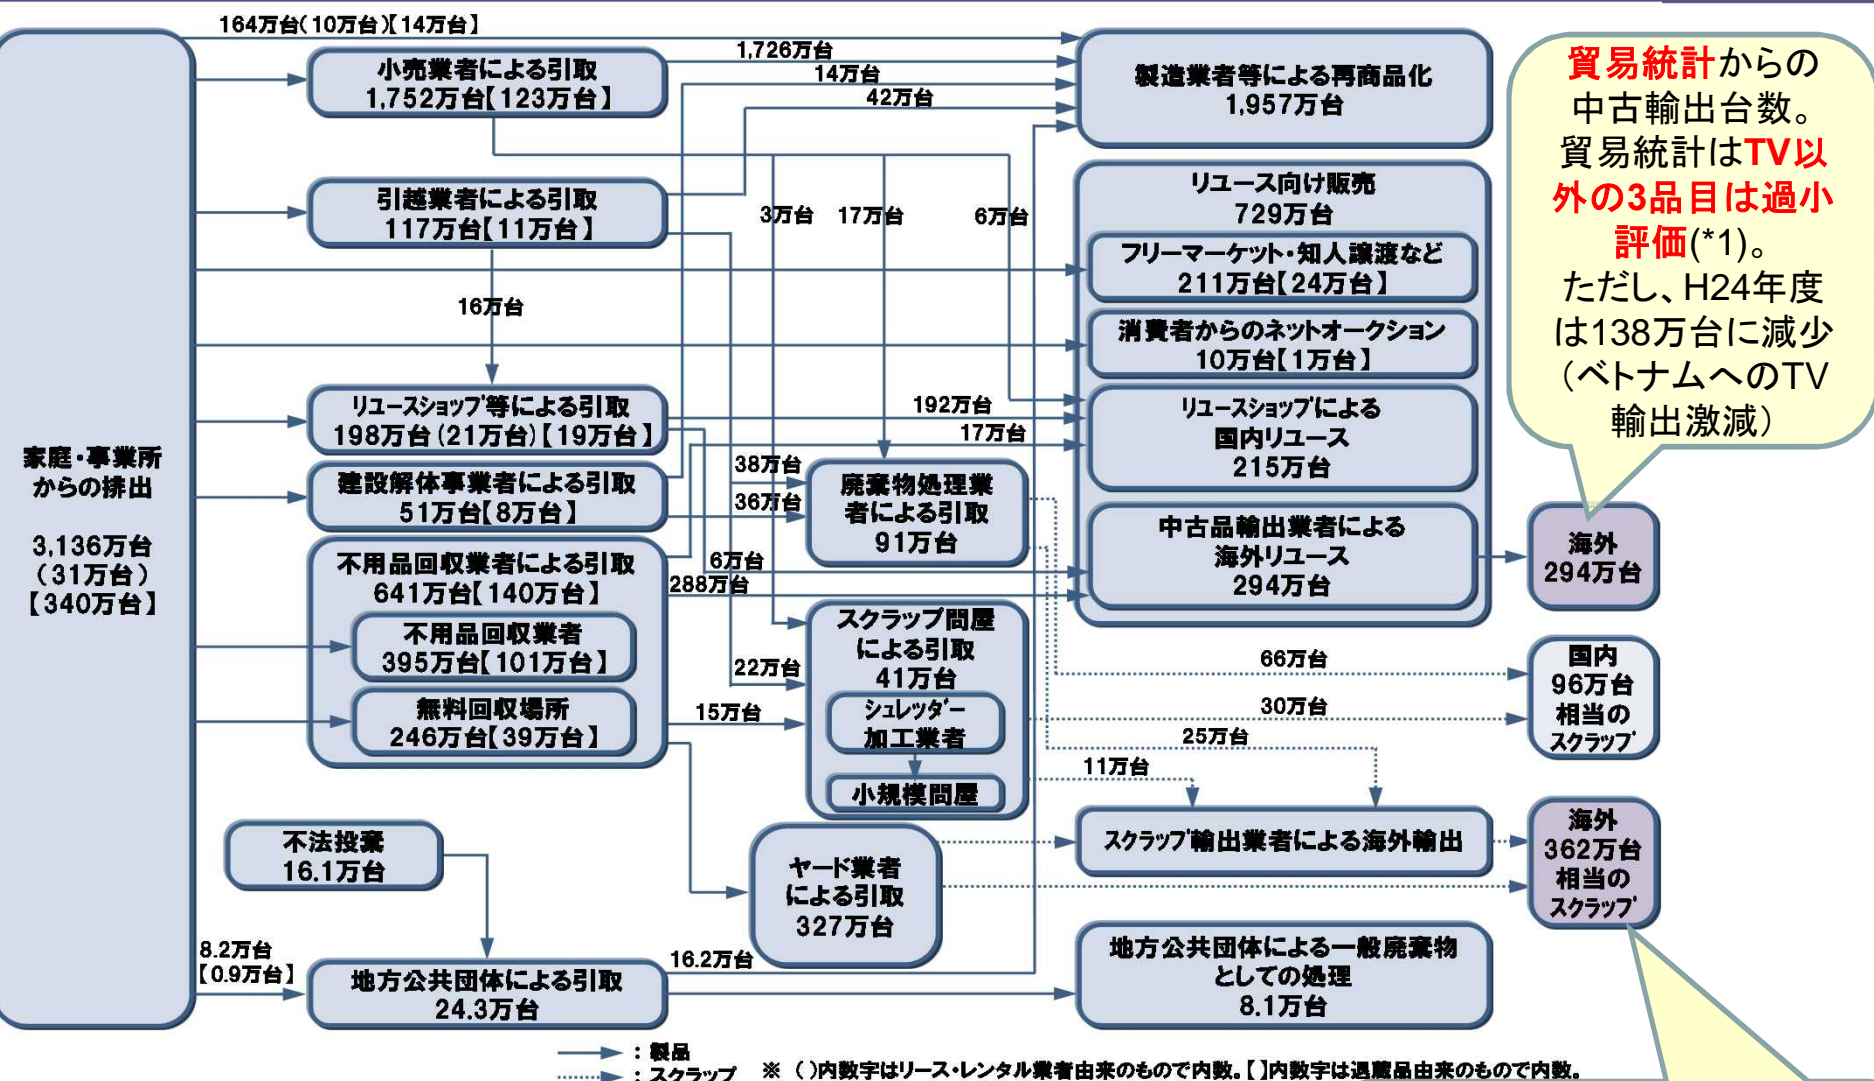 164万台(10万台)【14万台】
小売業者による引取
1,752万台【123万台】
1,726万台
14万台
42万台
製造業者等による再商品化
1,957万台
貿易統計からの
中古輸出台数。
貿易統計はTV以
外の3品目は過小
評価(*1)。
ただし、H24年度
は138万台に減少
(ベトナムへのTV
輸出激減)
引越業者による引取
117万台【11万台】
3万台
17万台
6万台
リユース向け販売
729万台
フリーマーケット・知人譲渡など
211万台【24万台】
16万台
消費者からのネットオークション
10万台【1万台】
リユースショップ等による引取
198万台(21万台)【19万台】
192万台
17万台
リユースショップによる
国内リユース
215万台
家庭・事業所
からの排出
3,136万台
(31万台)
【340万台】
建設解体事業者による引取
51万台【8万台】
38万台
36万台
廃棄物処理業
者による引取
91万台
中古品輸出業者による
海外リユース
294万台
海外
294万台
不用品回収業者による引取
641万台【140万台】
6万台
288万台
不用品回収業者
395万台【101万台】
無料回収場所
246万台【39万台】
スクラップ問屋
による引取
41万台
シュレッダー
加工業者
小規模問屋
22万台
15万台
66万台
30万台
25万台
11万台
国内
96万台
相当の
スクラップ
不法投棄
16.1万台
ヤード業者
による引取
327万台
スクラップ輸出業者による海外輸出
海外
362万台
相当の
スクラップ
8.2万台
【0.9万台】
地方公共団体による引取
24.3万台
16.2万台
地方公共団体による一般廃棄物
としての処理
8.1万台
:製品
:スクラップ
※ ( )内数字はリース・レンタル業者由来のもので内数。【 】内数字は退蔵品由来のもので内数。